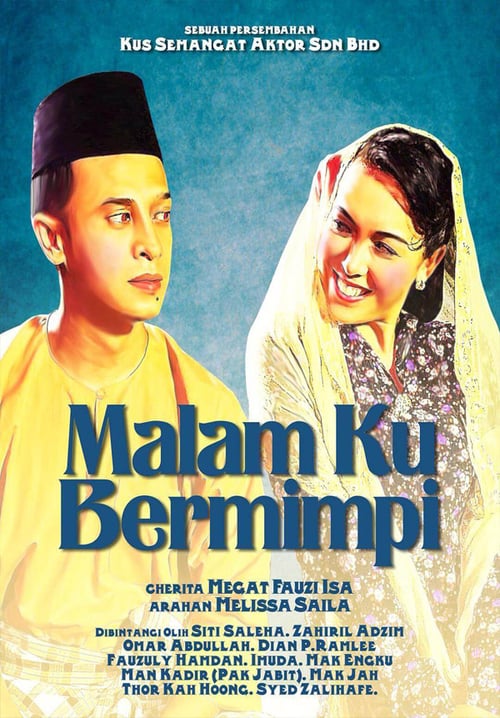 SEBUAH PERSEMBAHAN
KUS SEMANGAT AKTOR SDN BHD
MALAM KU
BERMIMPI
CHERITA MEGAT FAUZI ISA
ARAHAN MELISSA SAILA
DIBINTANGI OLIH SITI SALEHA. ZAHIRIL ADZIM
OMAR ABDULLAH. DIAN P.RAMLEE
FAUZULY HAMDAN. IMUDA. MAK ENGKU
MAN KADIR (PAK JABIT). MAK JAH
THOR KAH HOONG. SYED ZALIHAFE.